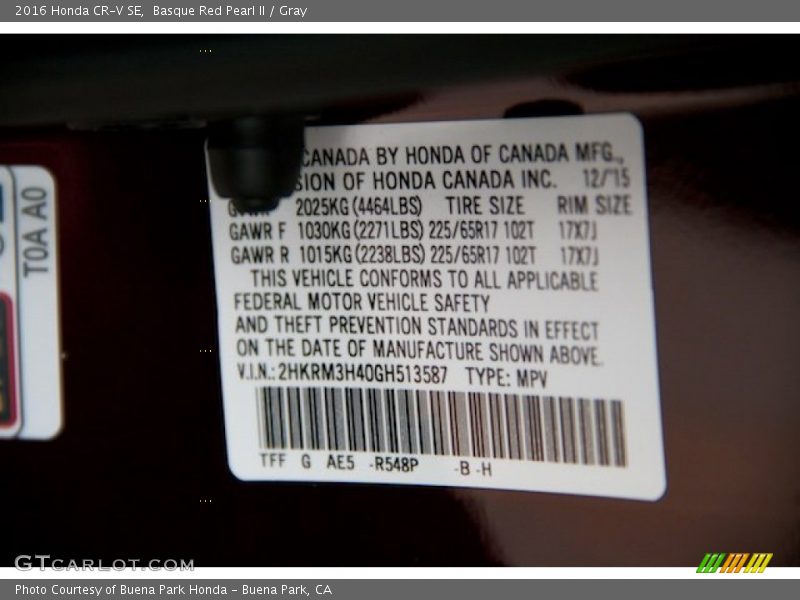 2016 Honda CR-V SE, Basque Red Pearl II / Gray
CANADA BY HONDA OF CANADA MFG.,
SION OF HONDA CANADA INC. 12/15
2025KG (4464LBS) TIRE SIZE RIM SIZE
GAWR F 1030KG (2271LBS) 225/65R17 102T 17X7J
GAWR R 1015KG (2238LBS) 225/65R17 102T 17X7J
THIS VEHICLE CONFORMS TO ALL APPLICABLE
FEDERAL MOTOR VEHICLE SAFETY
AND THEFT PREVENTION STANDARDS IN EFFECT
ON THE DATE OF MANUFACTURE SHOWN ABOVE.
V.I.N.: 2HKRM3H40GH513587 TYPE: MPV
TFF G AE5 -R548P -B -H
T0A A0
GTCARLOT.COM
Photo Courtesy of Buena Park Honda - Buena Park, CA